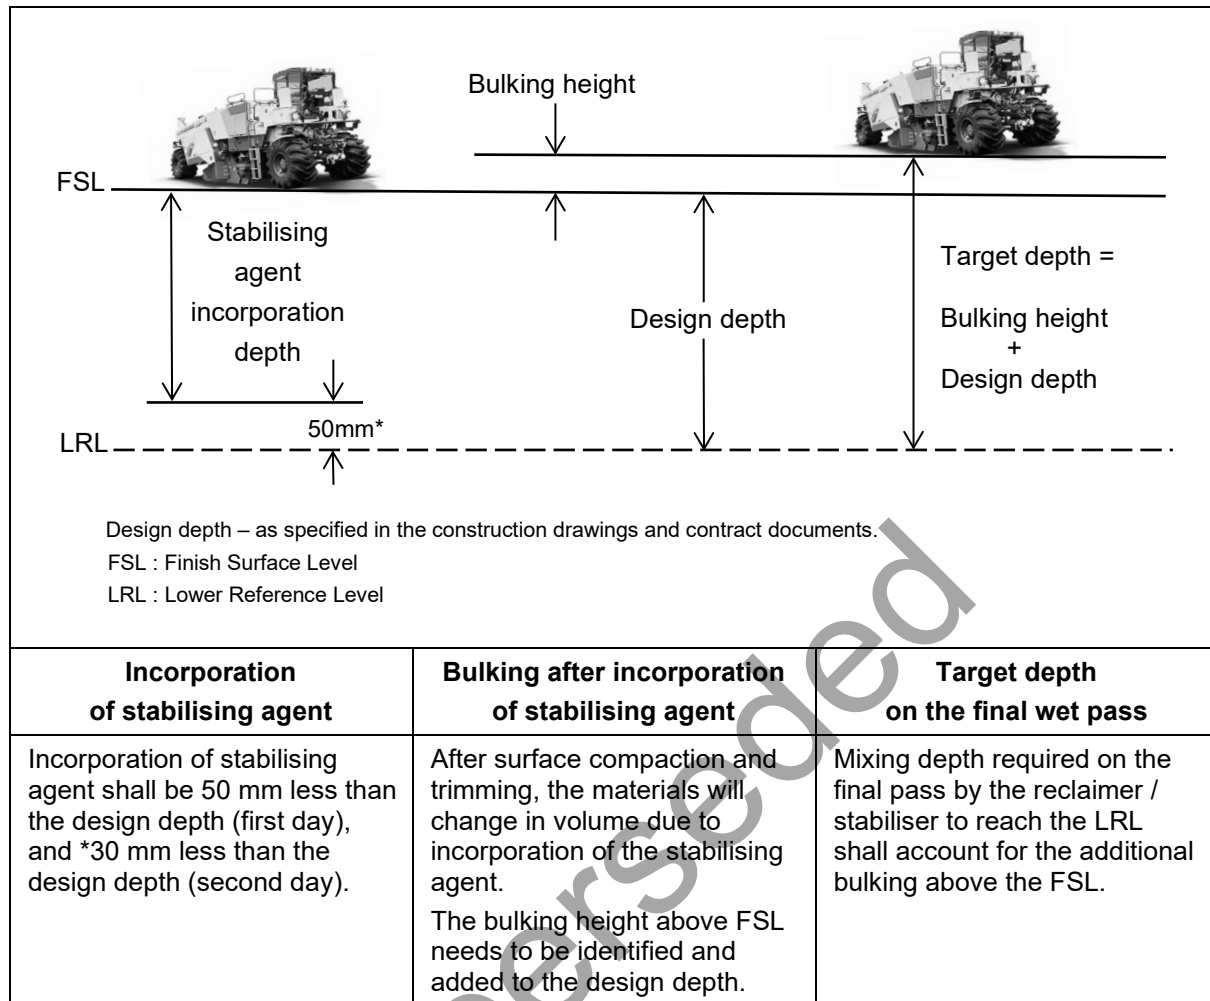 Bulking height
FSL
Stabilising
agent
incorporation
depth
Target depth =
Design depth
Bulking height
+
Design depth
50mm*
LRL
Design depth – as specified in the construction drawings and contract documents.
FSL : Finish Surface Level
LRL : Lower Reference Level
Incorporation
of stabilising agent
Incorporation of stabilising
agent shall be 50 mm less than
the design depth (first day),
and *30 mm less than the
design depth (second day).
Bulking after incorporation
of stabilising agent
After surface compaction and
trimming, the materials will
change in volume due to
incorporation of the stabilising
agent.
The bulking height above FSL
needs to be identified and
added to the design depth.
Target depth
on the final wet pass
Mixing depth required on the
final pass by the reclaimer /
stabiliser to reach the LRL
shall account for the additional
bulking above the FSL.
erseded